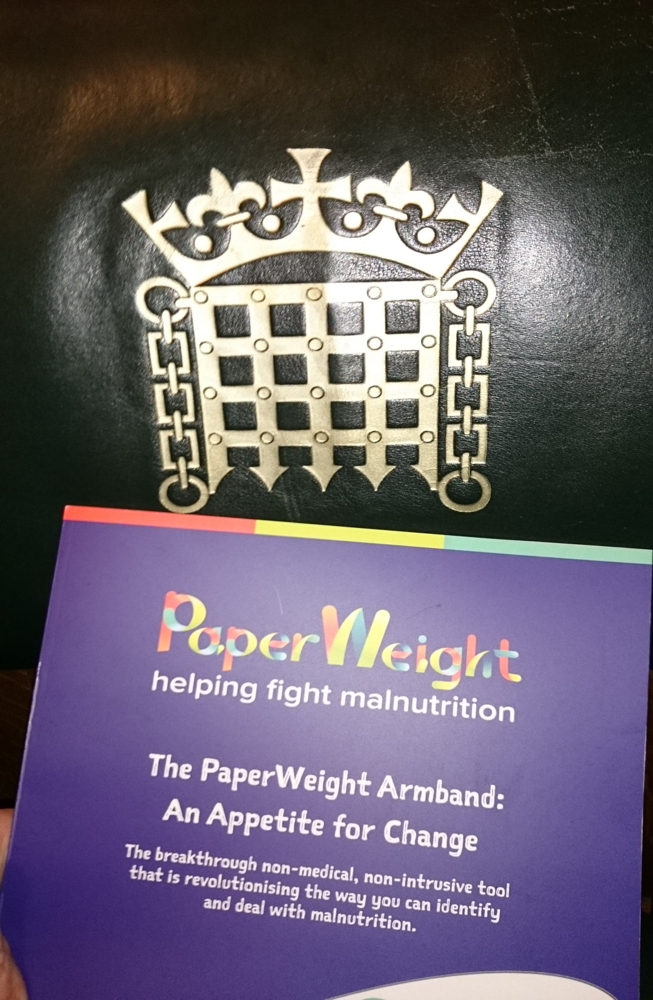 PaperWeight
helping fight malnutrition
The PaperWeight Armband:
An Appetite for Change
The breakthrough non-medical, non-intrusive tool
that is revolutionising the way you can identify
and deal with malnutrition.